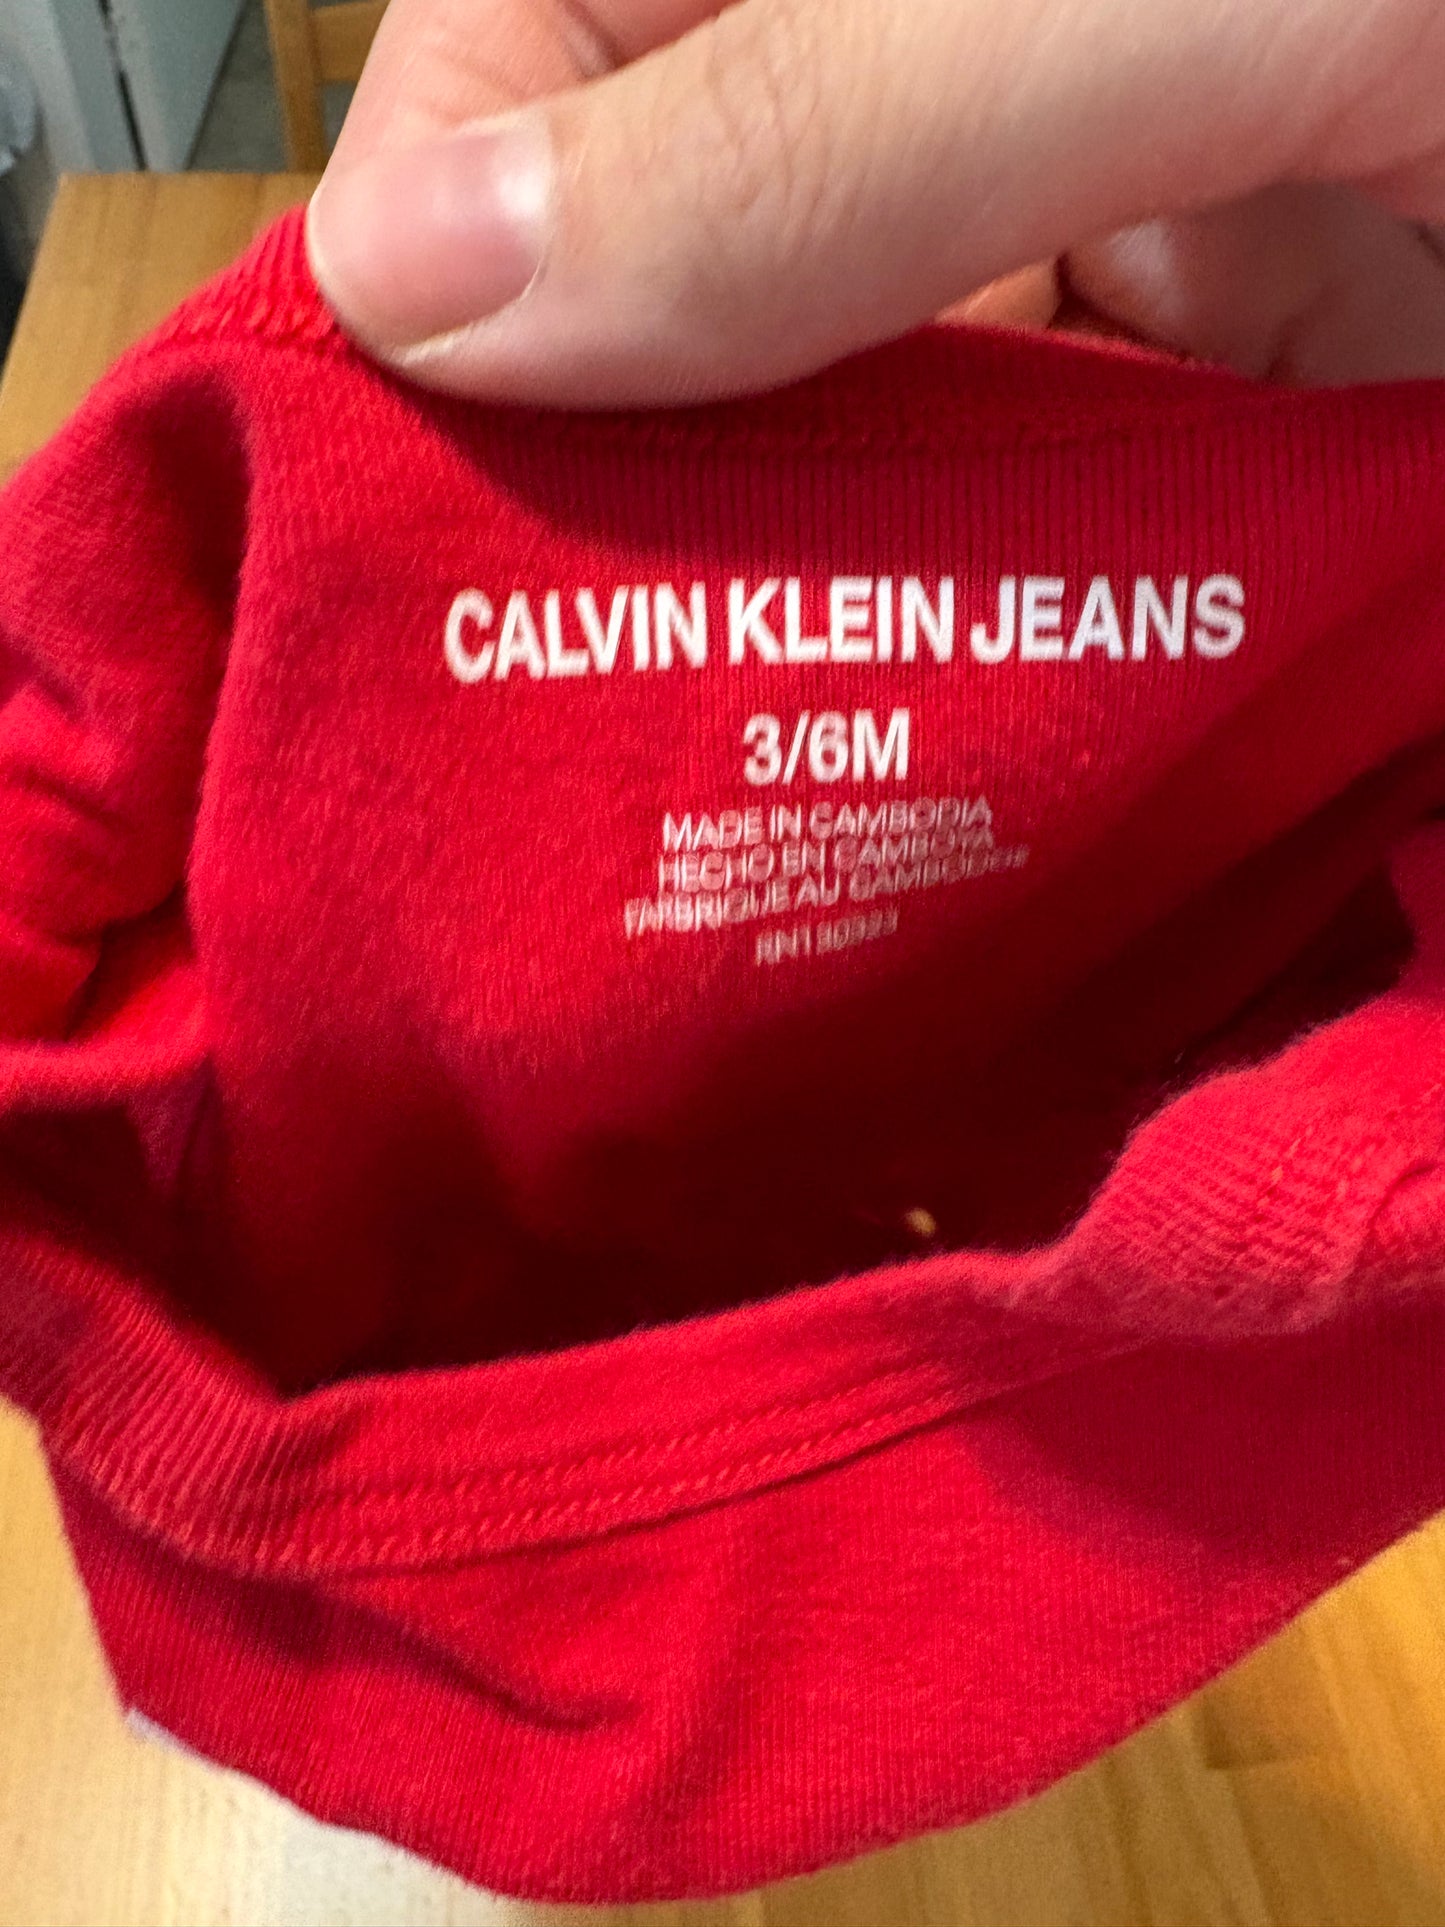 CALVIN KLEIN JEANS
3/6M
MADE IN CAMBODIA
HECHO EN CAMBOYA
FABRIQUE AU CAMBODGE